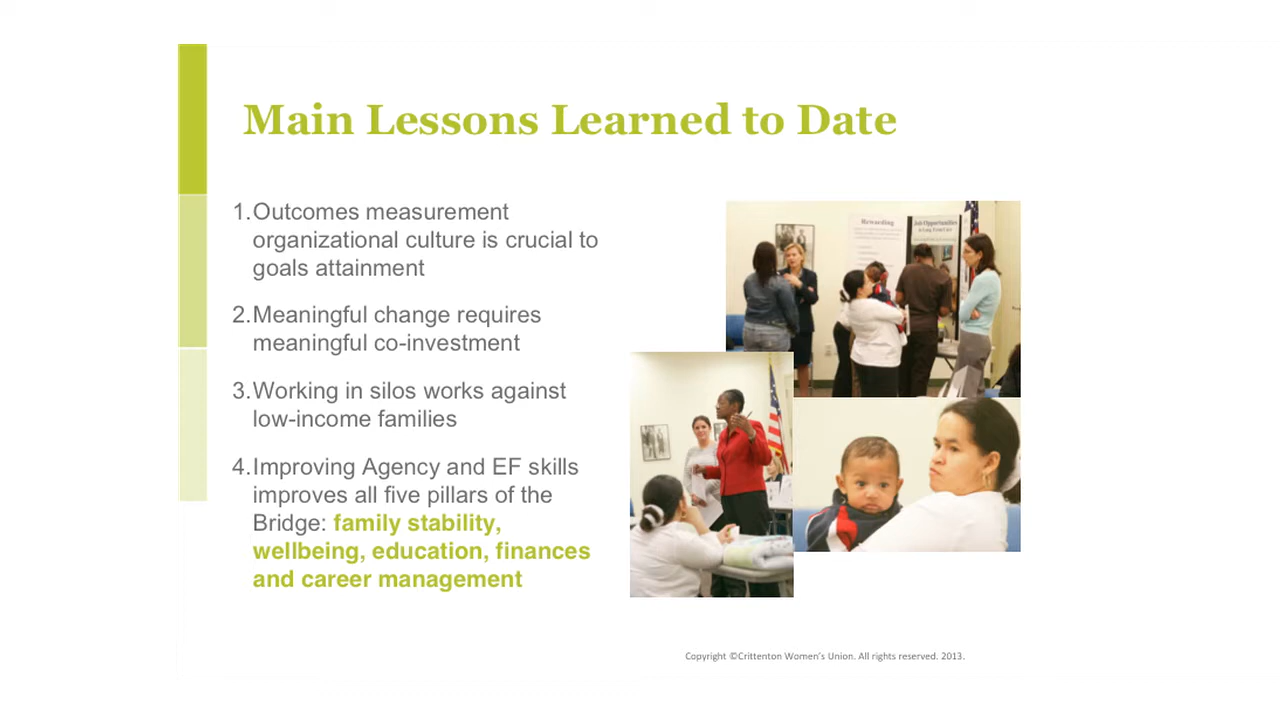 Main Lessons Learned to Date
1.Outcomes measurement
organizational culture is crucial to
goals attainment
2.Meaningful change requires
meaningful co-investment
3.Working in silos works against
low-income families
4.Improving Agency and EF skills
improves all five pillars of the
Bridge: family stability,
wellbeing, education, finances
and career management
Rewarding
Job Opportunities
Copyright ©Crittenton Women's Union. All rights reserved. 2013.